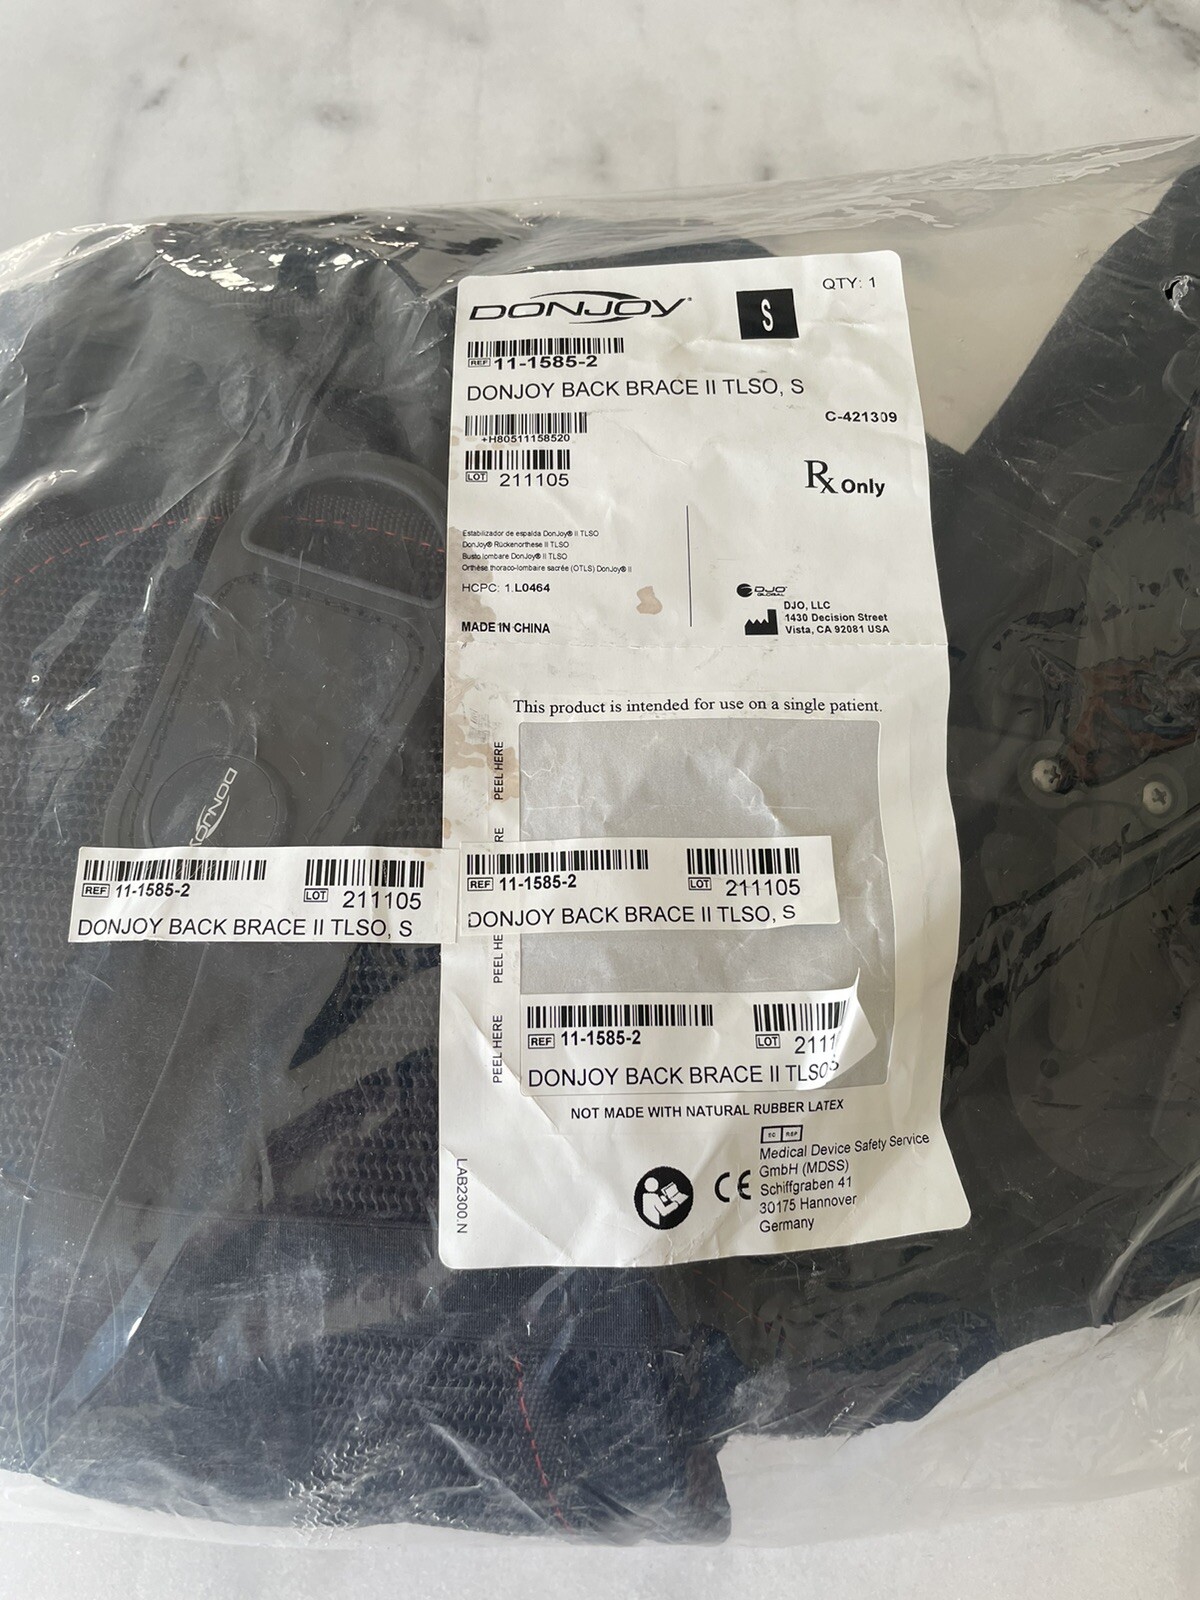 DONJOY®
S
QTY: 1
REF 11-1585-2
DONJOY BACK BRACE II TLSO, S
+H80511158520
C-421309
LOT 211105
Rx Only
Estabilizador de espalda DonJoy® II TLSO
DonJoy® Rückenorthese II TLSO
Busto lombare DonJoy® II TLSO
Orthèse thoraco-lombaire sacrée (OTLS) DonJoy® II
HCPC: 1.L0464
MADE IN CHINA
DJO GLOBAL
DJO, LLC
1430 Decision Street
Vista, CA 92081 USA
This product is intended for use on a single patient.
PEEL HERE
DONJOY
REF 11-1585-2
LOT 211105
DONJOY BACK BRACE II TLSO, S
RE
REF 11-1585-2
LOT 211105
DONJOY BACK BRACE II TLSO, S
PEEL HE
PEEL HERE
REF 11-1585-2
LOT 2111
DONJOY BACK BRACE II TLSO S
NOT MADE WITH NATURAL RUBBER LATEX
LAB2300.N
CE
EC REP
Medical Device Safety Service
GmbH (MDSS)
Schiffgraben 41
30175 Hannover
Germany